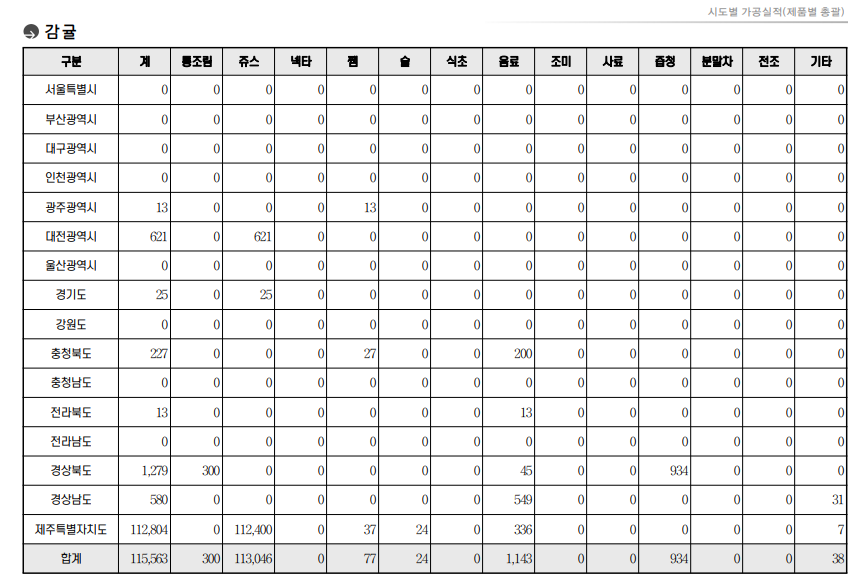 시도별 가공실적(제품별 총괄)
감귤
구분 계 통조림 쥬스 넥타 쨈 술 식초 음료 조미 사료 즙청 분말차 전조 기타
서울특별시 0 0 0 0 0 0 0 0 0 0 0 0 0 0
부산광역시 0 0 0 0 0 0 0 0 0 0 0 0 0 0
대구광역시 0 0 0 0 0 0 0 0 0 0 0 0 0 0
인천광역시 0 0 0 0 0 0 0 0 0 0 0 0 0 0
광주광역시 13 0 0 0 13 0 0 0 0 0 0 0 0 0
대전광역시 621 0 621 0 0 0 0 0 0 0 0 0 0 0
울산광역시 0 0 0 0 0 0 0 0 0 0 0 0 0 0
경기도 25 0 25 0 0 0 0 0 0 0 0 0 0 0
강원도 0 0 0 0 0 0 0 0 0 0 0 0 0 0
충청북도 227 0 0 0 27 0 0 200 0 0 0 0 0 0
충청남도 0 0 0 0 0 0 0 0 0 0 0 0 0 0
전라북도 13 0 0 0 0 0 0 13 0 0 0 0 0 0
전라남도 0 0 0 0 0 0 0 0 0 0 0 0 0 0
경상북도 1,279 300 0 0 0 0 0 45 0 0 934 0 0 0
경상남도 580 0 0 0 0 0 0 549 0 0 0 0 0 31
제주특별자치도 112,804 0 112,400 0 37 24 0 336 0 0 0 0 0 7
합계 115,563 300 113,046 0 77 24 0 1,143 0 0 934 0 0 38